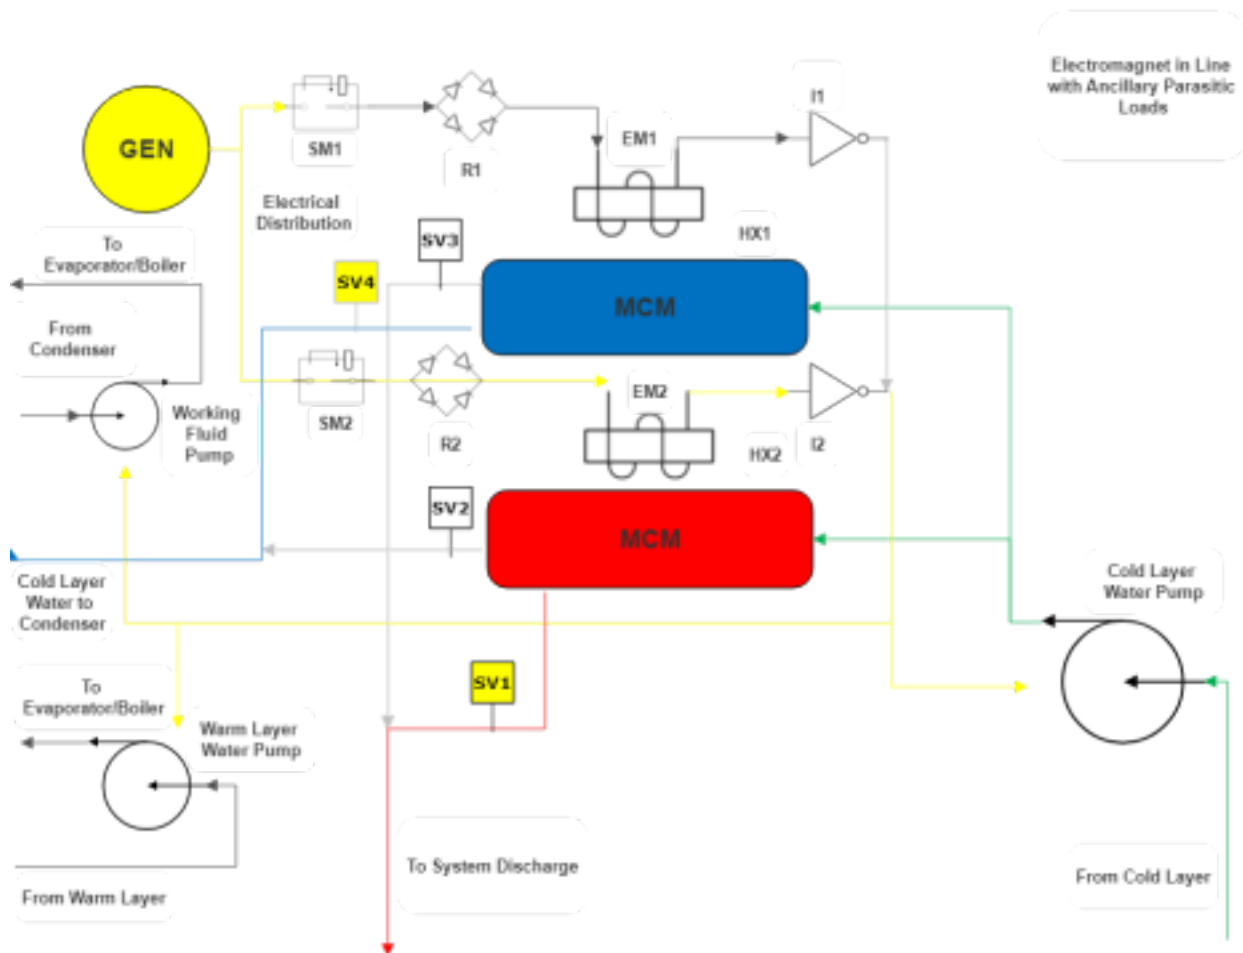 Electromagnet in Line
with Ancillary Parasitic
Loads
I1
GEN
SM1
EM1
R1
Electrical
Distribution
SV3
HX1
To
Evaporator/Boiler
SV4
MCM
From
Condenser
EM2
SM2
Working
Fluid
Pump
R2
I2
HX2
SV2
MCM
Cold Layer
Water to
Condenser
Cold Layer
Water Pump
To
Evaporator/Boiler
SV1
Warm Layer
Water Pump
To System Discharge
From Cold Layer
From Warm Layer